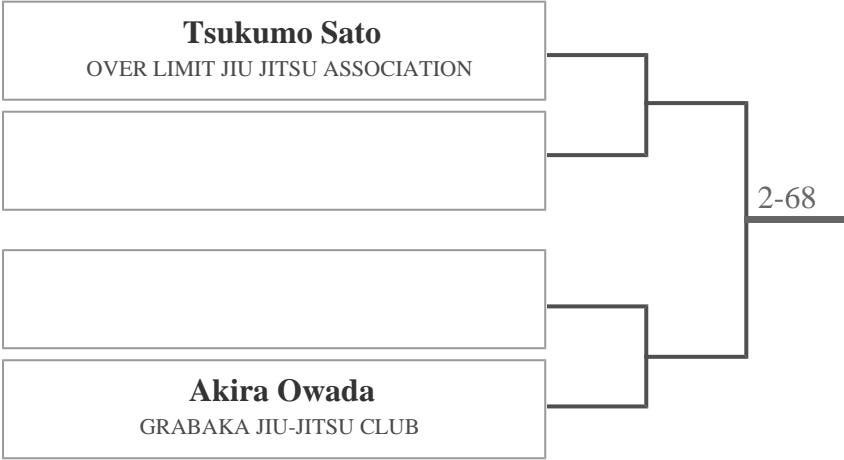 Tsukumo Sato
OVER LIMIT JIU JITSU ASSOCIATION
2-68
Akira Owada
GRABAKA JIU-JITSU CLUB